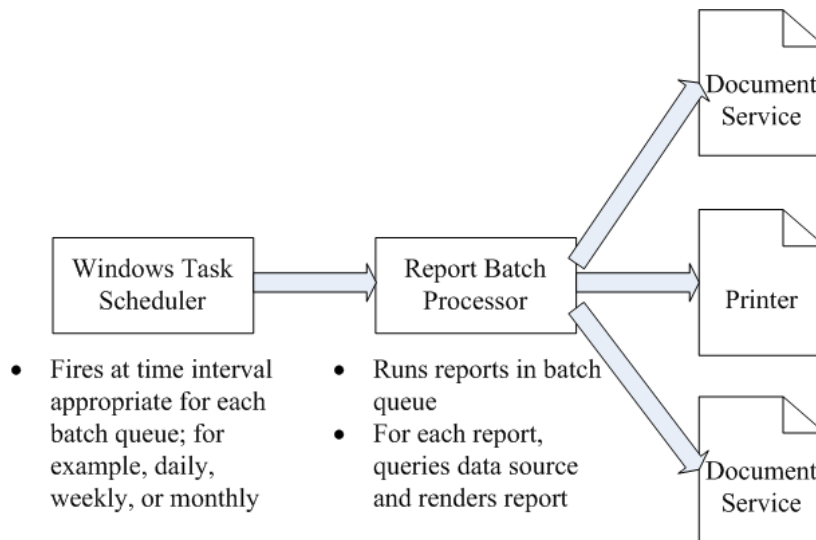 Document
Service
Windows Task
Scheduler
Report Batch
Processor
Printer
• Fires at time interval
appropriate for each
batch queue; for
example, daily,
weekly, or monthly
• Runs reports in batch
queue
• For each report,
queries data source
and renders report
Document
Service